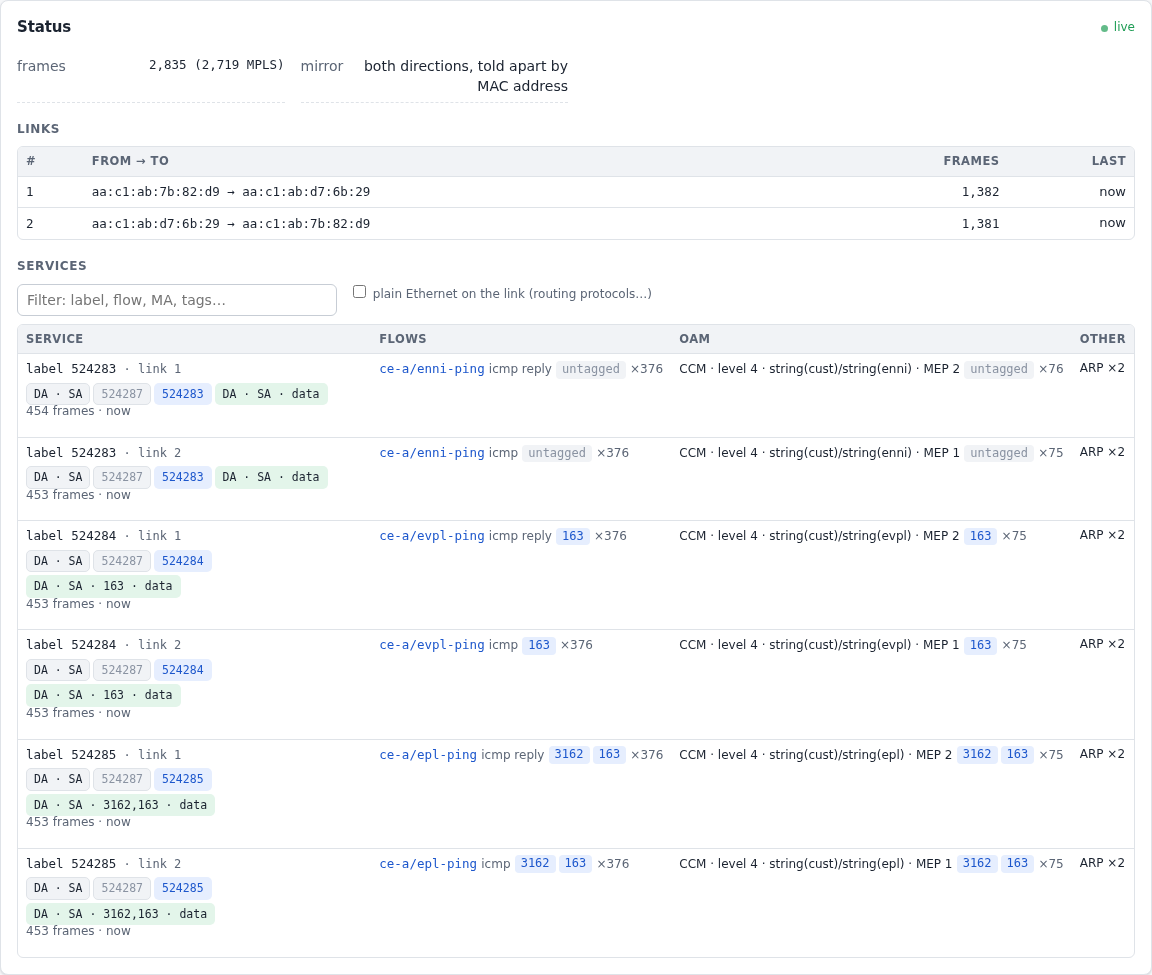 Status
live
frames 2,835 (2,719 MPLS) mirror both directions, told apart by
MAC address
LINKS
# FROM → TO FRAMES LAST
1 aa:c1:ab:7b:82:d9 → aa:c1:ab:d7:6b:29 1,382 now
2 aa:c1:ab:d7:6b:29 → aa:c1:ab:7b:82:d9 1,381 now
SERVICES
Filter: label, flow, MA, tags… plain Ethernet on the link (routing protocols…)
SERVICE FLOWS OAM OTHER
label 524283 · link 1 ce-a/enni-ping icmp reply untagged ×376 CCM · level 4 · string(cust)/string(enni) · MEP 2 untagged ×76 ARP ×2
DA · SA 524287 524283 DA · SA · data
454 frames · now
label 524283 · link 2 ce-a/enni-ping icmp untagged ×376 CCM · level 4 · string(cust)/string(enni) · MEP 1 untagged ×75 ARP ×2
DA · SA 524287 524283 DA · SA · data
453 frames · now
label 524284 · link 1 ce-a/evpl-ping icmp reply 163 ×376 CCM · level 4 · string(cust)/string(evpl) · MEP 2 163 ×75 ARP ×2
DA · SA 524287 524284
DA · SA · 163 · data
453 frames · now
label 524284 · link 2 ce-a/evpl-ping icmp 163 ×376 CCM · level 4 · string(cust)/string(evpl) · MEP 1 163 ×75 ARP ×2
DA · SA 524287 524284
DA · SA · 163 · data
453 frames · now
label 524285 · link 1 ce-a/epl-ping icmp reply 3162 163 ×376 CCM · level 4 · string(cust)/string(epl) · MEP 2 3162 163 ×75 ARP ×2
DA · SA 524287 524285
DA · SA · 3162,163 · data
453 frames · now
label 524285 · link 2 ce-a/epl-ping icmp 3162 163 ×376 CCM · level 4 · string(cust)/string(epl) · MEP 1 3162 163 ×75 ARP ×2
DA · SA 524287 524285
DA · SA · 3162,163 · data
453 frames · now